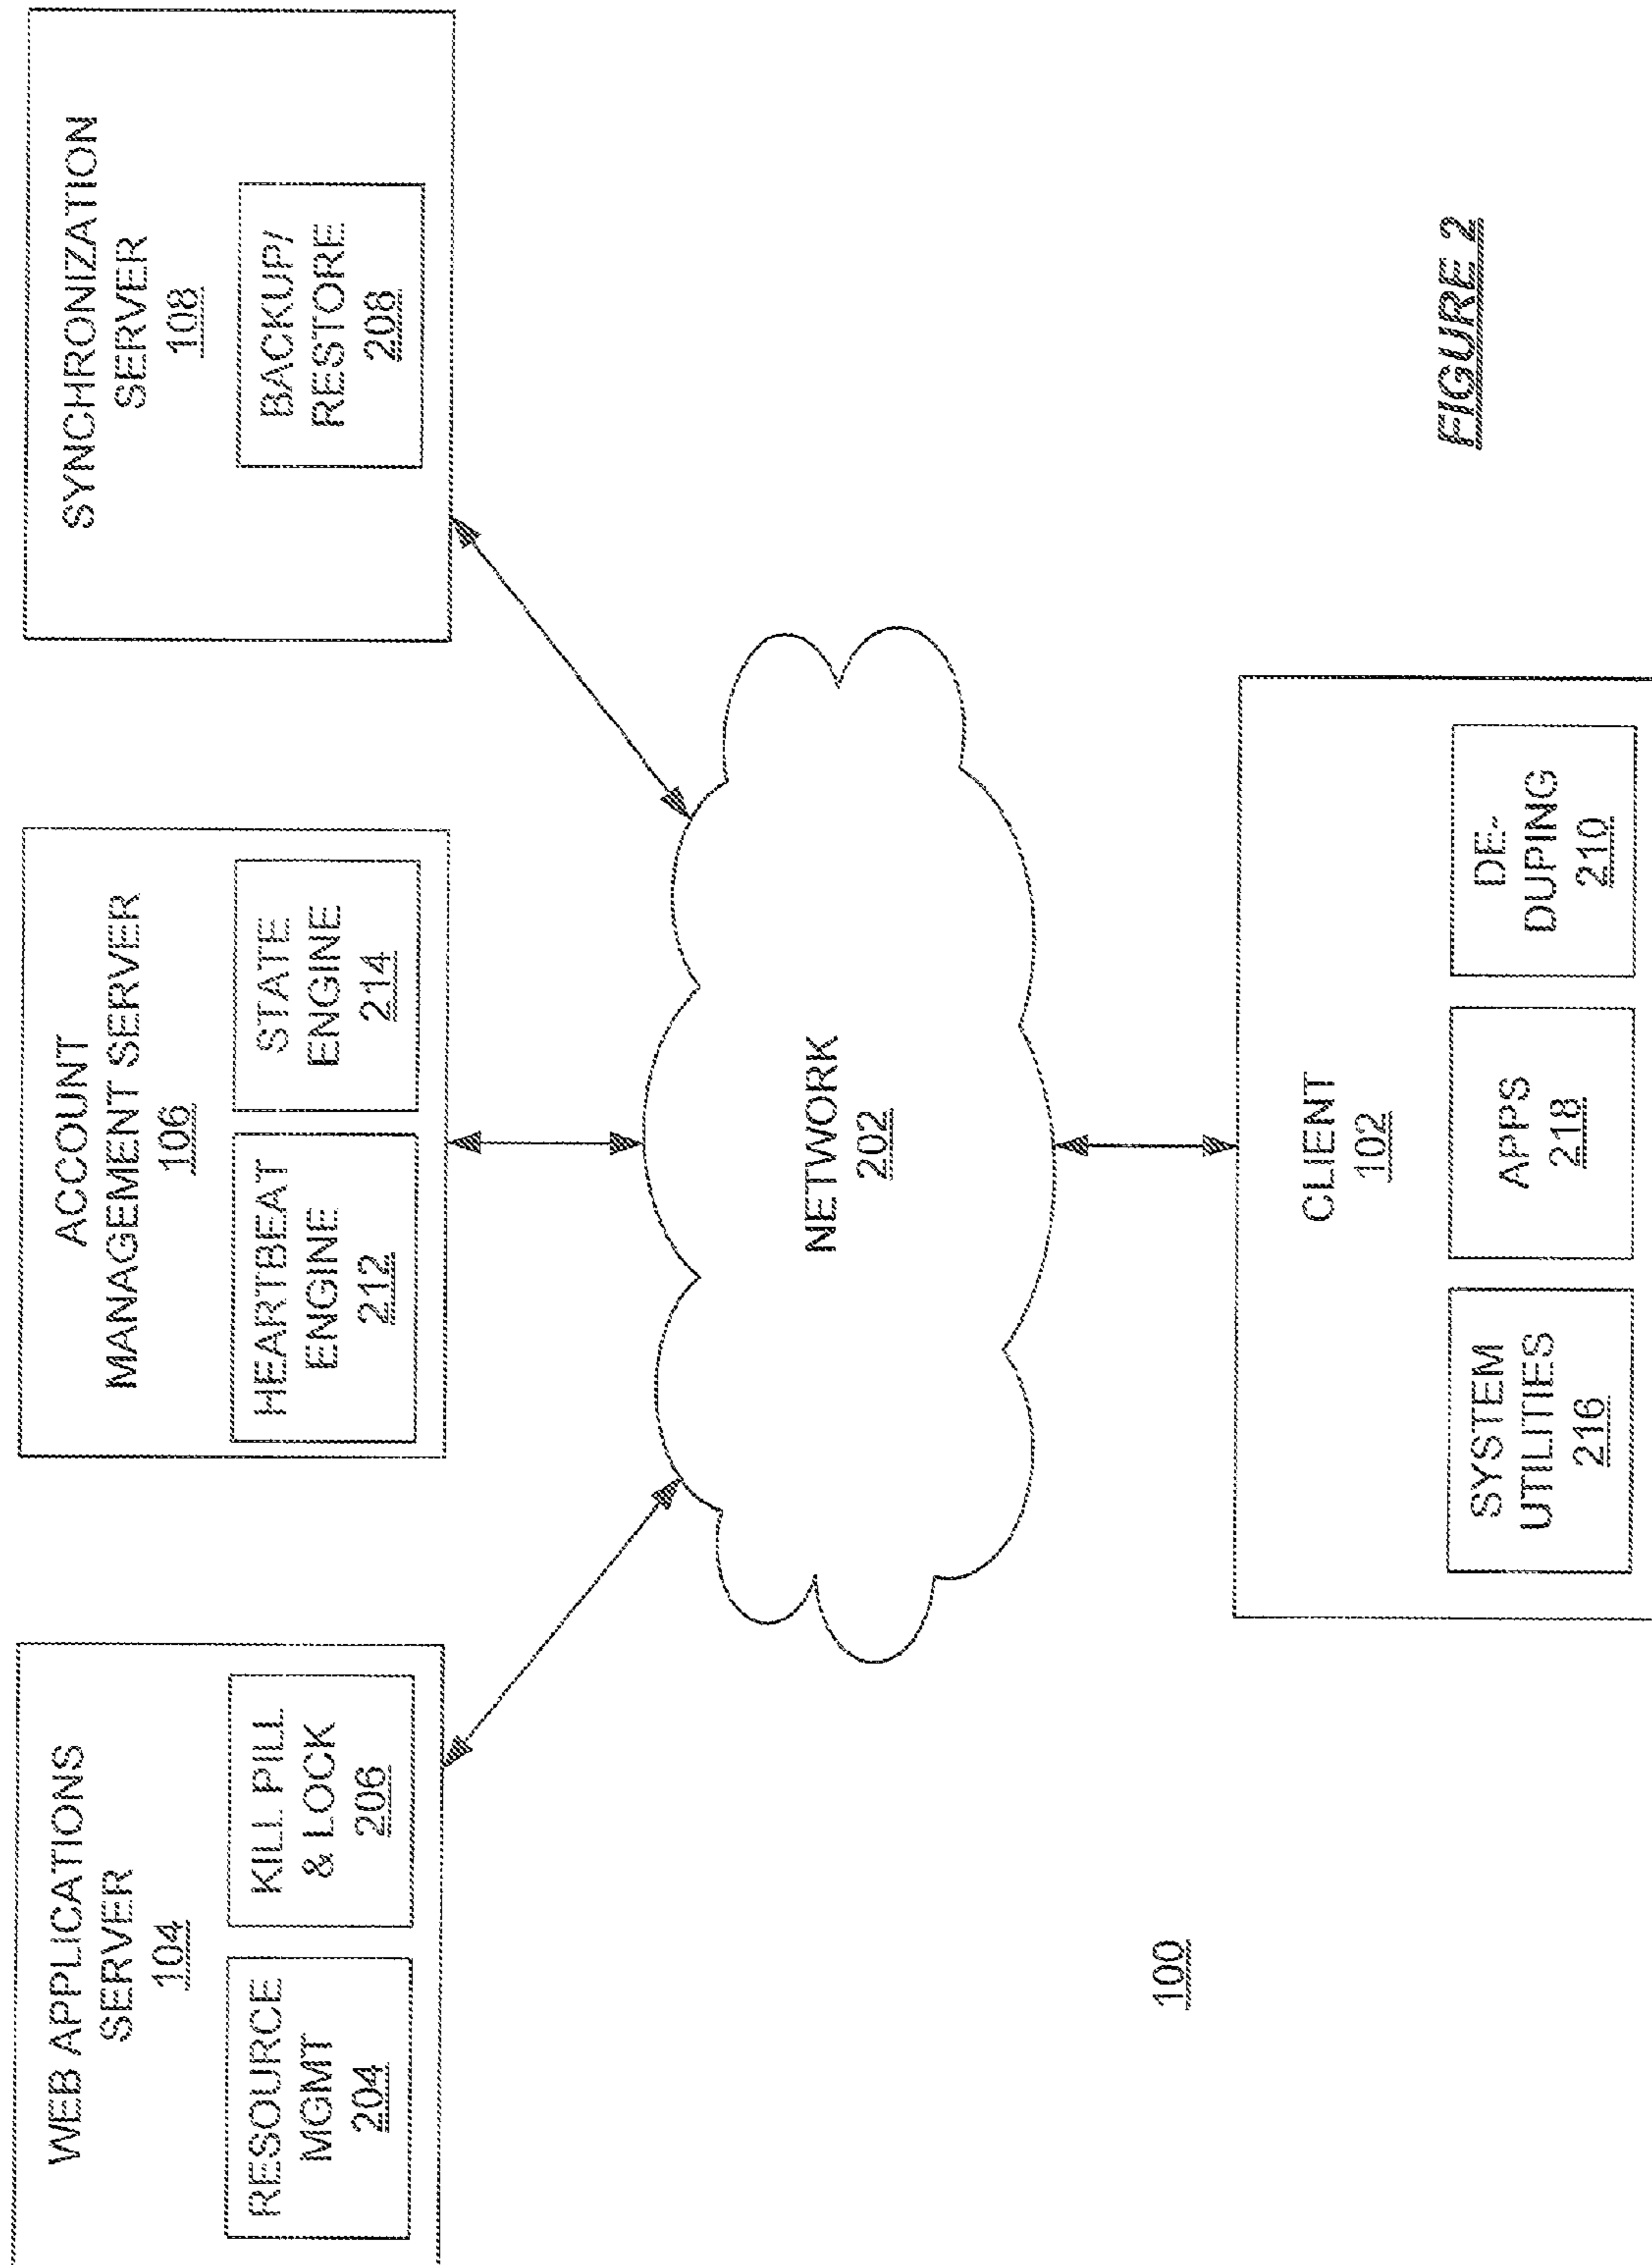 WEB APPLICATIONS
SERVER
104
RESOURCE
MGMT
204
KILL PILL
& LOCK
206
ACCOUNT
MANAGEMENT SERVER
106
HEARTBEAT
ENGINE
212
STATE
ENGINE
214
SYNCHRONIZATION
SERVER
108
BACKUP/
RESTORE
208
NETWORK
202
100
CLIENT
102
SYSTEM
UTILITIES
216
APPS
218
DE-
DUPING
210
FIGURE 2